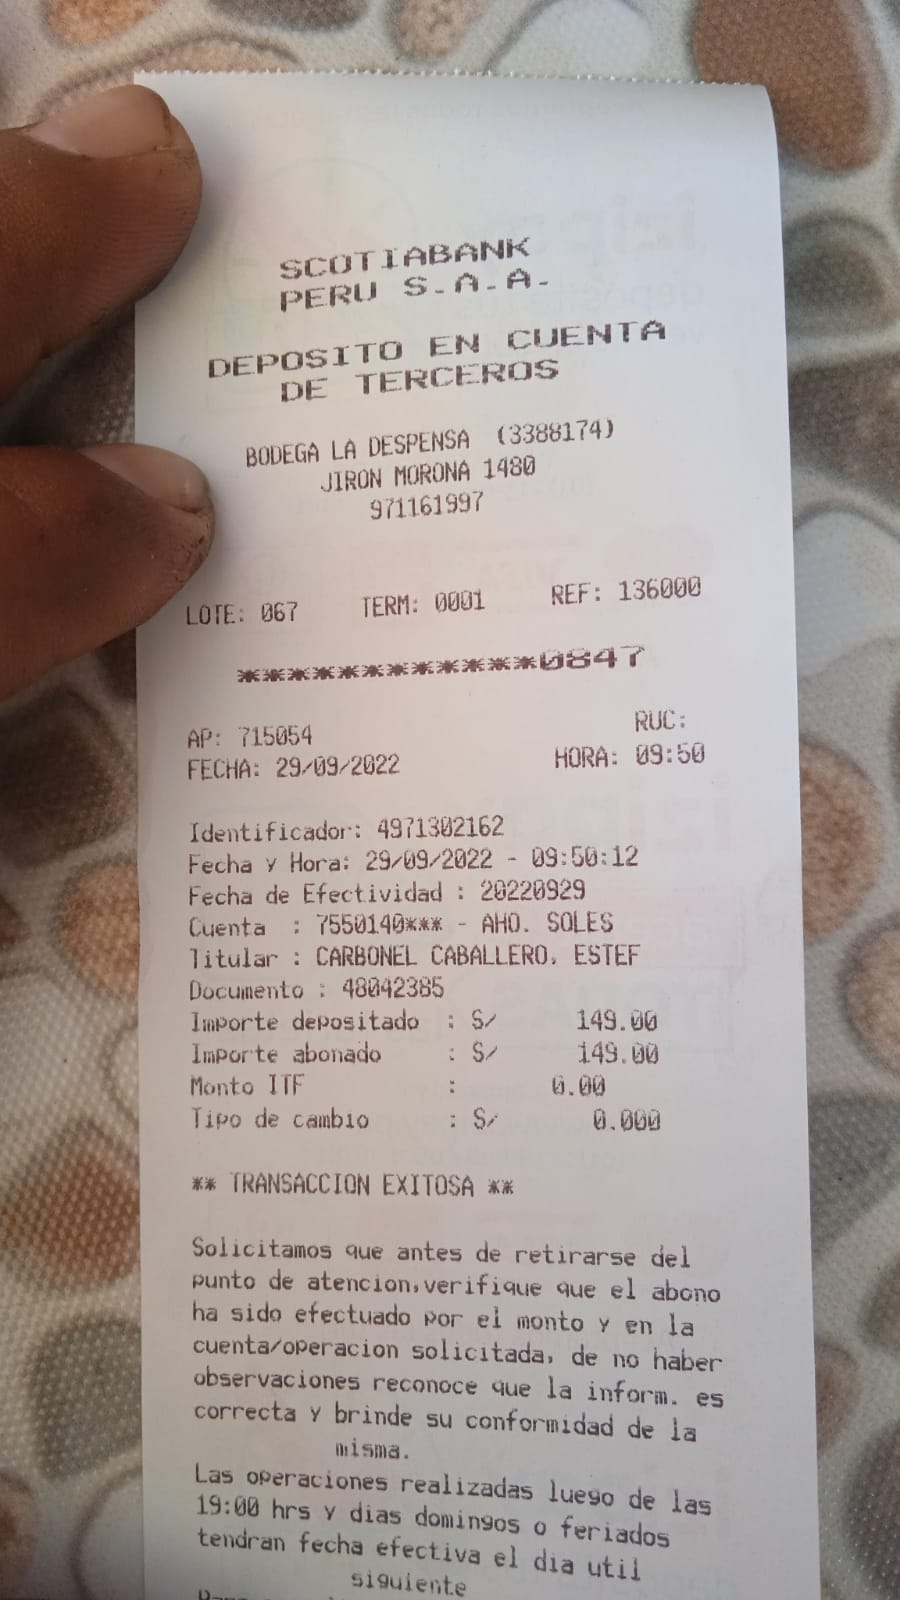 SCOTIABANK
PERU S.A.A.
DEPOSITO EN CUENTA
DE TERCEROS
BODEGA LA DESPENSA (3388174)
JIRON MORONA 1480
971161997
LOTE: 067 TERM: 0001 REF: 136000
************0847
AP: 715054 RUC:
FECHA: 29/09/2022 HORA: 09:50
Identificador: 4971302162
Fecha y Hora: 29/09/2022 - 09:50:12
Fecha de Efectividad : 20220929
Cuenta : 7550140*** - AHO. SOLES
Titular : CARBONEL CABALLERO, ESTEF
Documento : 48042385
Importe depositado : S/ 149.00
Importe abonado : S/ 149.00
Monto ITF : 0.00
Tipo de cambio : S/ 0.000
** TRANSACCION EXITOSA **
Solicitamos que antes de retirarse del
punto de atencion,verifique que el abono
ha sido efectuado por el monto y en la
cuenta/operacion solicitada, de no haber
observaciones reconoce que la inform. es
correcta y brinde su conformidad de la
misma.
Las operaciones realizadas luego de las
19:00 hrs y dias domingos o feriados
tendran fecha efectiva el dia util
siguiente